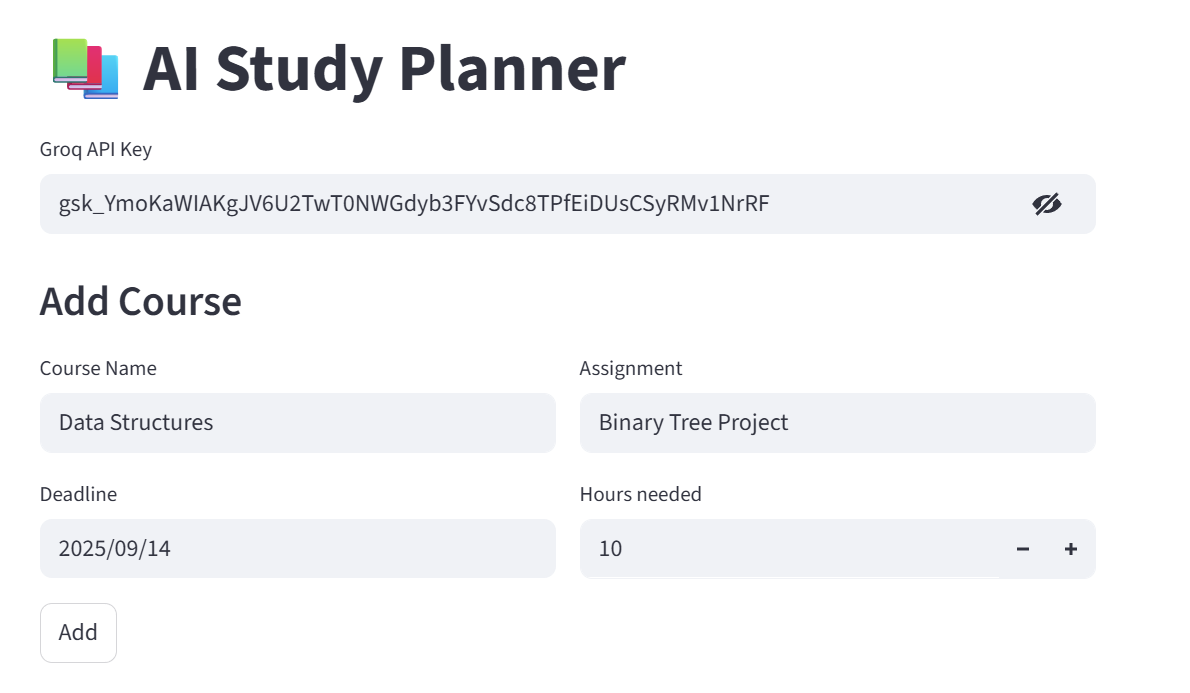 AI Study Planner
Groq API Key
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
Add Course
Course Name
Assignment
Data Structures
Binary Tree Project
Deadline
Hours needed
2025/09/14
10
Add